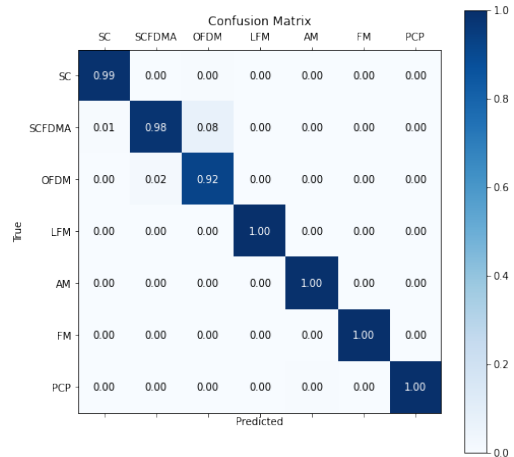 Confusion Matrix
SC SCFDMA OFDM LFM AM FM PCP
SC 0.99 0.00 0.00 0.00 0.00 0.00 0.00
SCFDMA 0.01 0.98 0.08 0.00 0.00 0.00 0.00
OFDM 0.00 0.02 0.92 0.00 0.00 0.00 0.00
LFM 0.00 0.00 0.00 1.00 0.00 0.00 0.00
AM 0.00 0.00 0.00 0.00 1.00 0.00 0.00
FM 0.00 0.00 0.00 0.00 0.00 1.00 0.00
PCP 0.00 0.00 0.00 0.00 0.00 0.00 1.00
True
Predicted
1.0
0.8
0.6
0.4
0.2
0.0